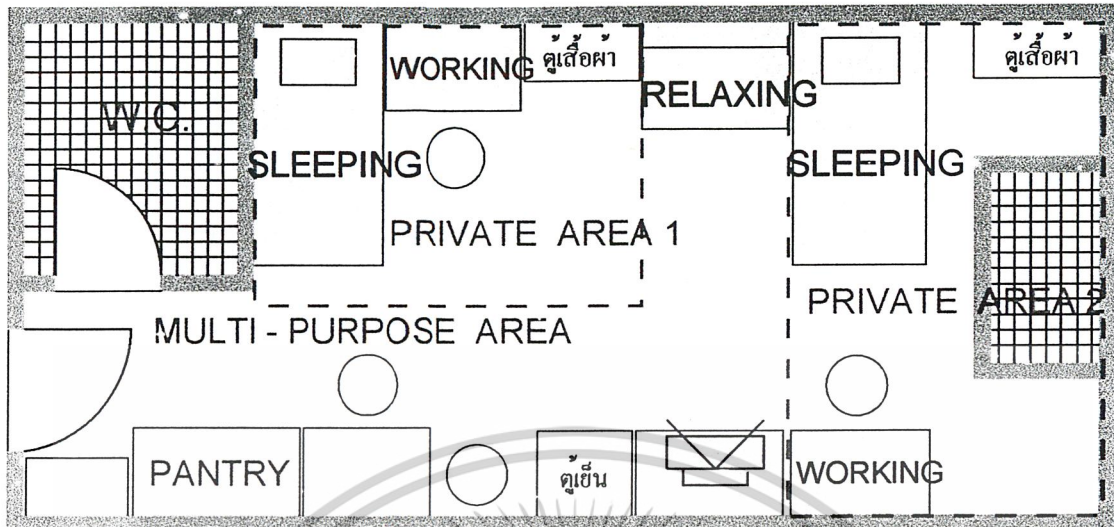 W.C.
SLEEPING
WORKING
ตู้เสื้อผ้า
RELAXING
SLEEPING
ตู้เสื้อผ้า
PRIVATE AREA 1
PRIVATE AREA 2
MULTI - PURPOSE AREA
PANTRY
ตู้เย็น
WORKING